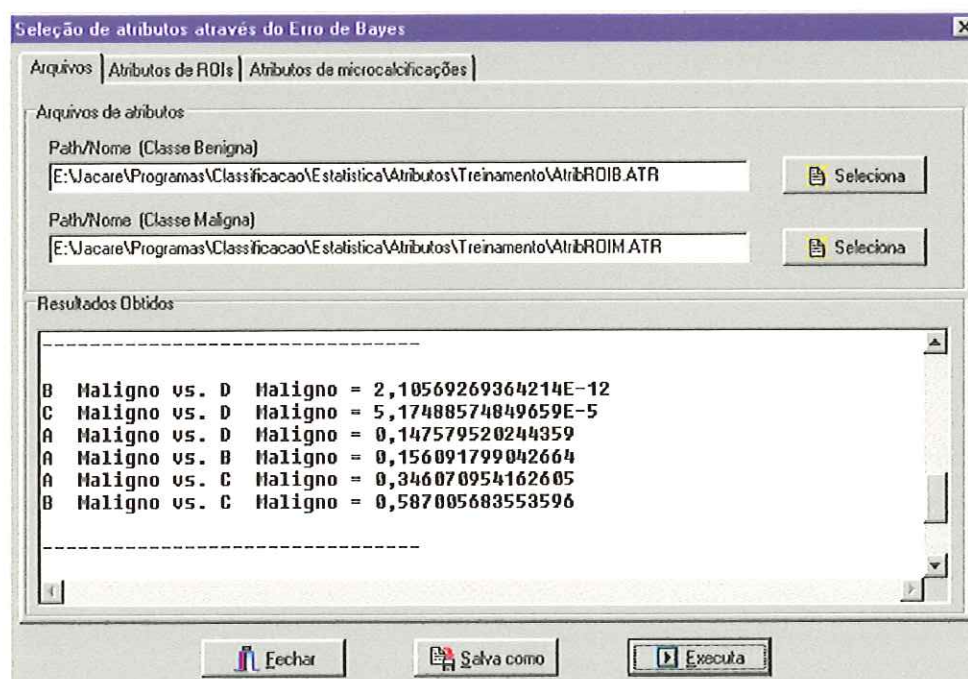 Seleção de atributos através do Erro de Bayes
Arquivos Atributos de ROIs Atributos de microcalcificações
Arquivos de atributos
Path/Nome (Classe Benigna)
E:\Jacare\Programas\Classificacao\Estatistica\Atributos\Treinamento\AtribROIB.ATR
Seleciona
Path/Nome (Classe Maligna)
E:\Jacare\Programas\Classificacao\Estatistica\Atributos\Treinamento\AtribROIM.ATR
Seleciona
Resultados Obtidos
----------------------------------
B Maligno vs. D Maligno = 2,10569269364214E-12
C Maligno vs. D Maligno = 5,17488574849659E-5
A Maligno vs. D Maligno = 0,147579520244359
A Maligno vs. B Maligno = 0,156091799042664
A Maligno vs. C Maligno = 0,346070954162605
B Maligno vs. C Maligno = 0,587005683553596
----------------------------------
Fechar Salva como Executa